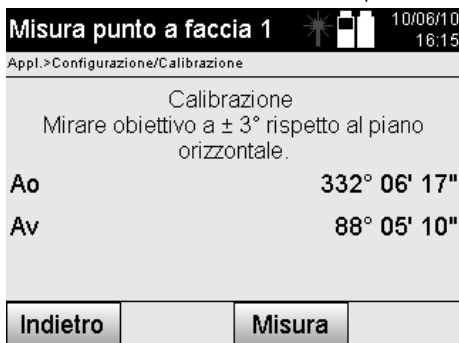 Misura punto a faccia 1
10/06/10
16:15
Appl.>Configurazione/Calibrazione
Calibrazione
Mirare obiettivo a ± 3° rispetto al piano
orizzontale.
Ao 332° 06' 17"
Av 88° 05' 10"
Indietro Misura